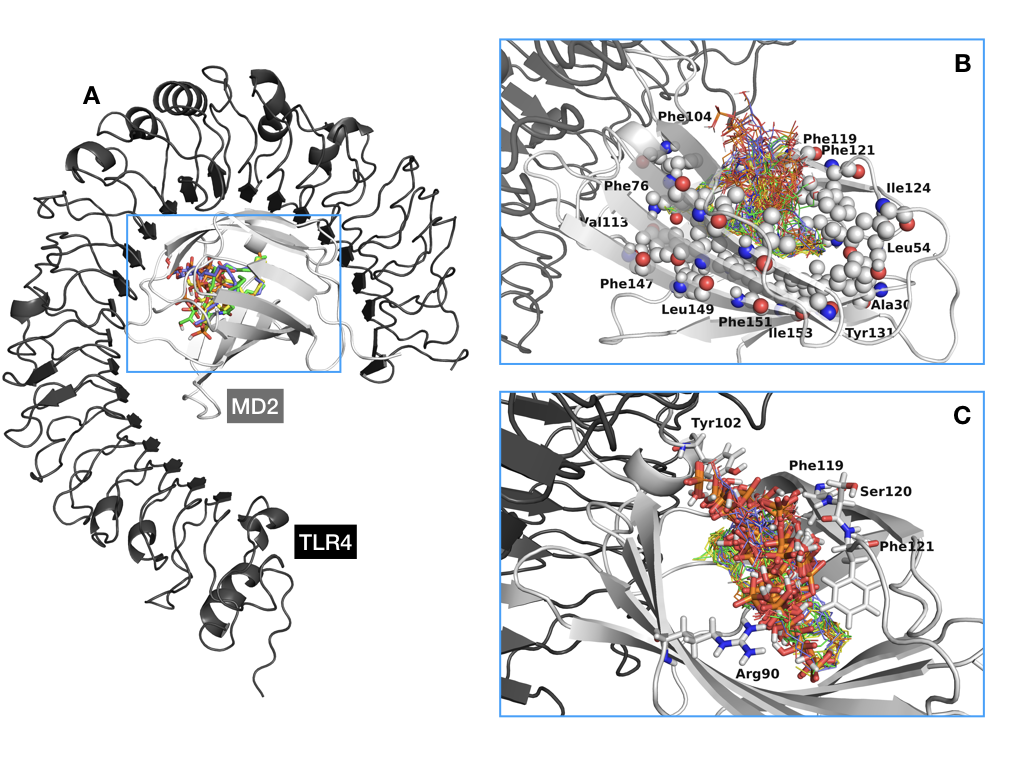 A
MD2
TLR4
B
Phe104
Phe119
Phe121
Phe76
Ile124
Val113
Leu54
Phe147
Ala30
Leu149
Phe151
Ile153
Tyr131
C
Tyr102
Phe119
Ser120
Phe121
Arg90